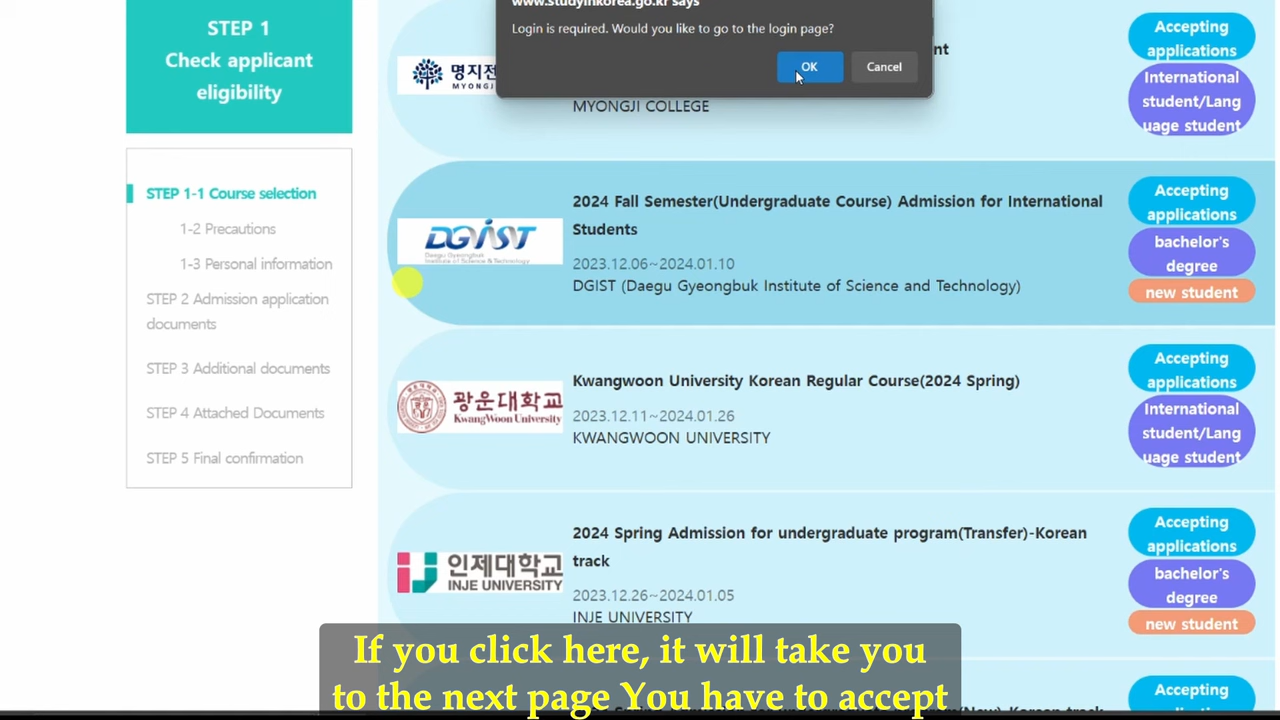 www.studyinkorea.go.kr says
Login is required. Would you like to go to the login page?
OK
Cancel
STEP 1
Check applicant
eligibility
STEP 1-1 Course selection
1-2 Precautions
1-3 Personal information
STEP 2 Admission application
documents
STEP 3 Additional documents
STEP 4 Attached Documents
STEP 5 Final confirmation
명지전
MYONGJ
nt
MYONGJI COLLEGE
Accepting
applications
International
student/Lang
uage student
DGIST
Daegu Gyeongbuk
Institute of Science & Technology
2024 Fall Semester(Undergraduate Course) Admission for International
Students
2023.12.06~2024.01.10
DGIST (Daegu Gyeongbuk Institute of Science and Technology)
Accepting
applications
bachelor's
degree
new student
광운대학교
KwangWoon University
Kwangwoon University Korean Regular Course(2024 Spring)
2023.12.11~2024.01.26
KWANGWOON UNIVERSITY
Accepting
applications
International
student/Lang
uage student
인제대학교
INJE UNIVERSITY
2024 Spring Admission for undergraduate program(Transfer)-Korean
track
2023.12.26~2024.01.05
INJE UNIVERSITY
Accepting
applications
bachelor's
degree
new student
Accepting
If you click here, it will take you
to the next page You have to accept